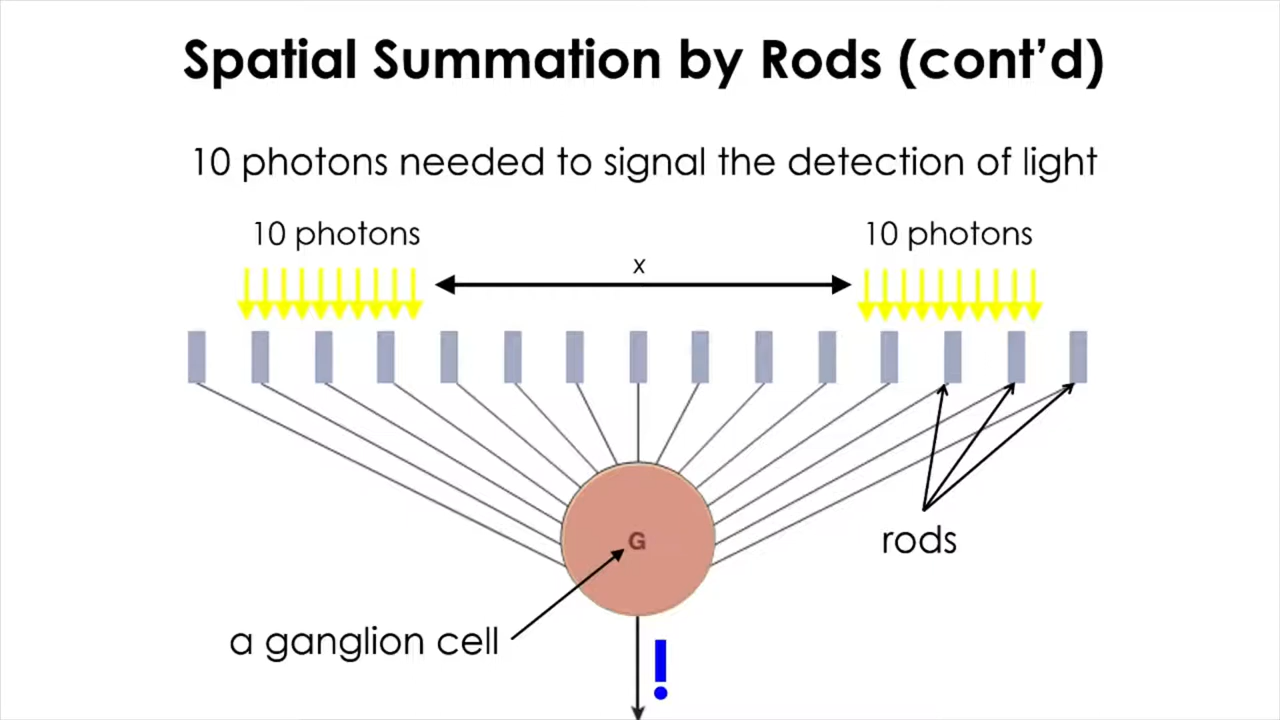 Spatial Summation by Rods (cont’d)
10 photons needed to signal the detection of light
10 photons
10 photons
x
G
rods
a ganglion cell
!